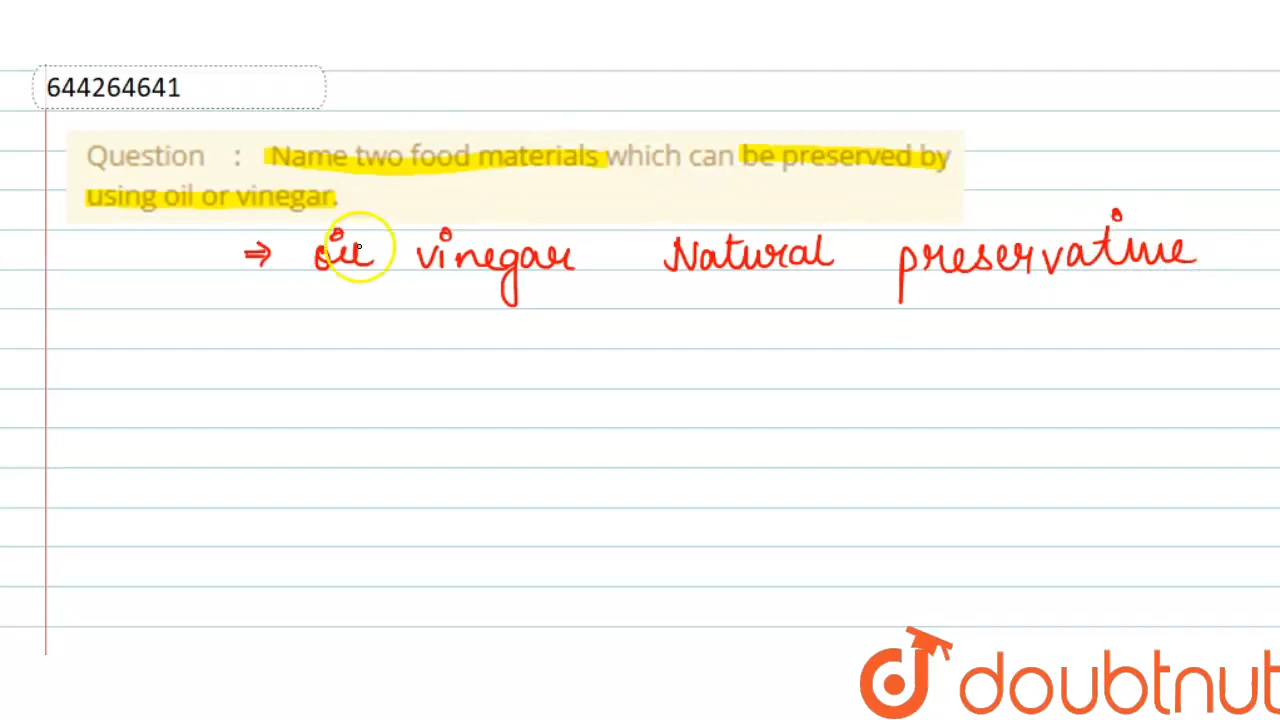 644264641
Question : Name two food materials which can be preserved by
using oil or vinegar.
⇒ oil vinegar Natural preservative
doubtnut